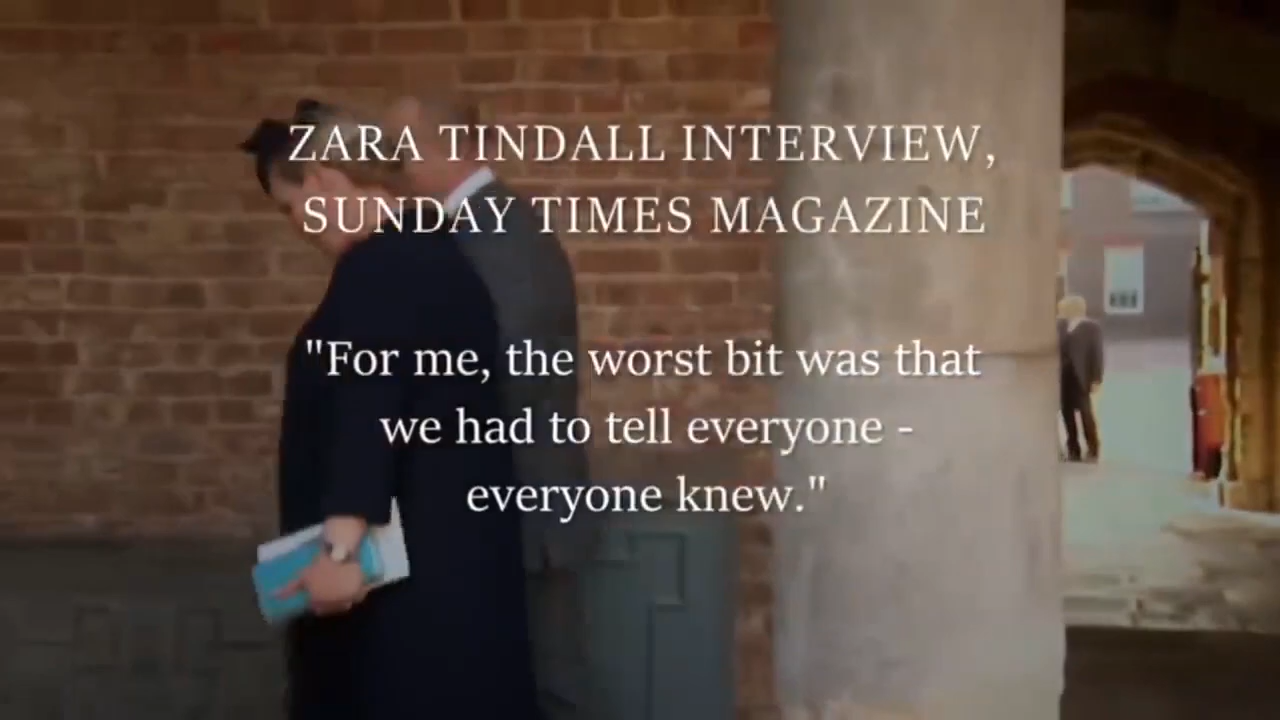 ZARA TINDALL INTERVIEW,
SUNDAY TIMES MAGAZINE
"For me, the worst bit was that
we had to tell everyone -
everyone knew."